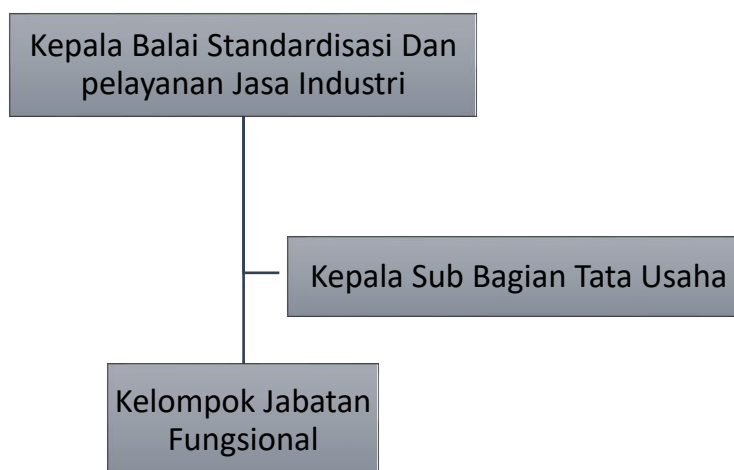 Kepala Balai Standardisasi Dan
pelayanan Jasa Industri
Kepala Sub Bagian Tata Usaha
Kelompok Jabatan
Fungsional